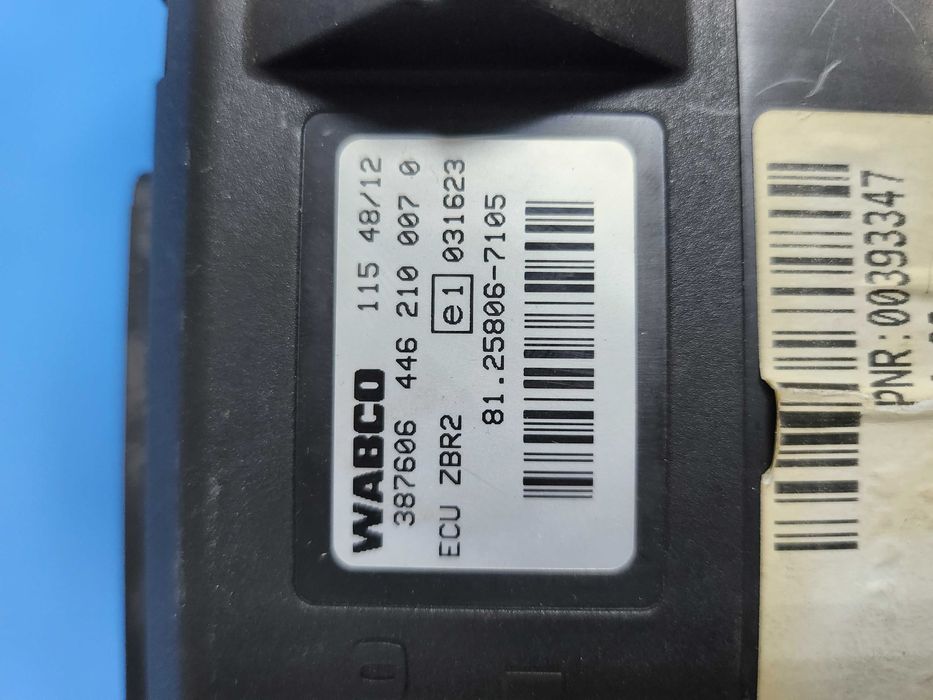 WABCO 115 48/12
387606 446 210 007 0
ECU ZBR2 e1 031623
81.25806-7105
PNR:00393347